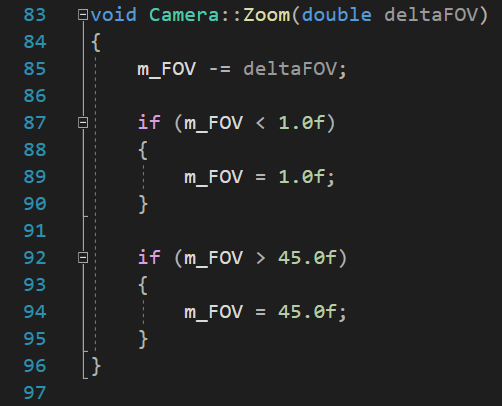 83 void Camera::Zoom(double deltaFOV)
84 {
85     m_FOV -= deltaFOV;
86
87     if (m_FOV < 1.0f)
88     {
89         m_FOV = 1.0f;
90     }
91
92     if (m_FOV > 45.0f)
93     {
94         m_FOV = 45.0f;
95     }
96 }
97